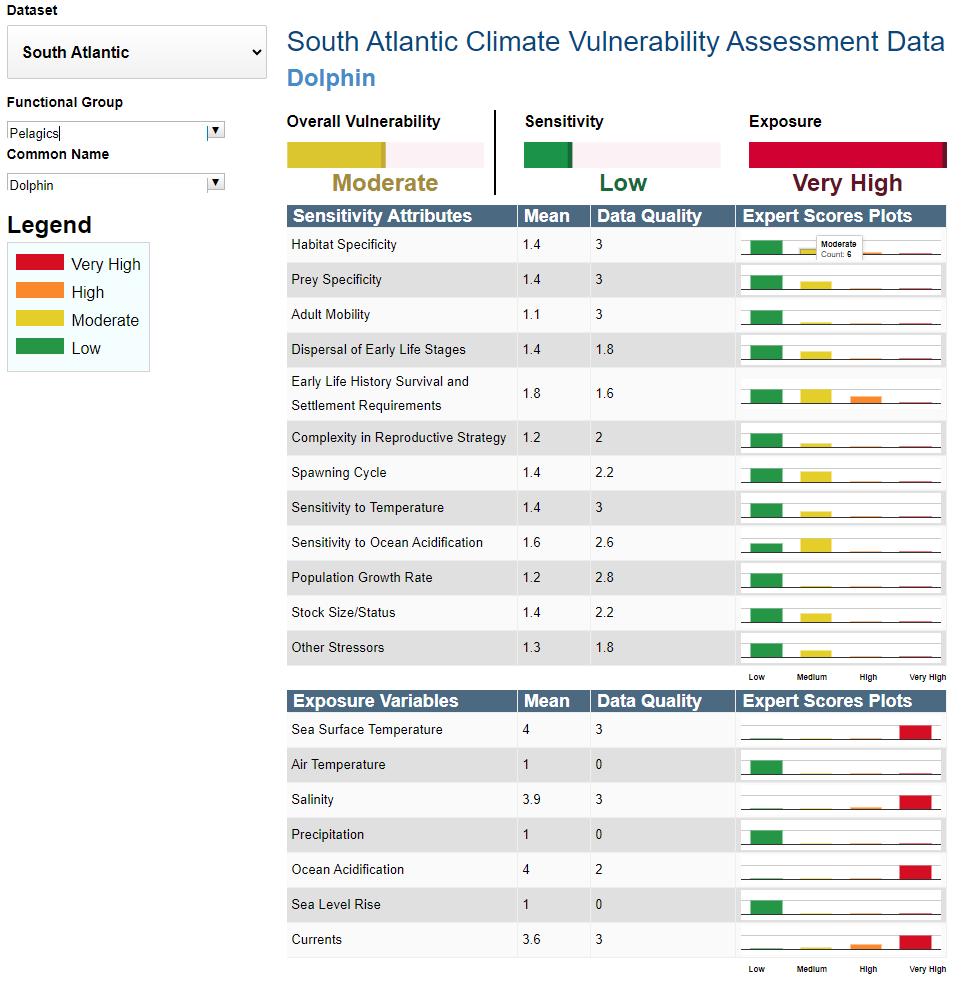 Dataset
South Atlantic
Functional Group
Pelagics
Common Name
Dolphin
Legend
Very High
High
Moderate
Low
South Atlantic Climate Vulnerability Assessment Data
Dolphin
Overall Vulnerability Sensitivity Exposure
Moderate Low Very High
Sensitivity Attributes Mean Data Quality Expert Scores Plots
Habitat Specificity 1.4 3
Moderate
Count: 6
Prey Specificity 1.4 3
Adult Mobility 1.1 3
Dispersal of Early Life Stages 1.4 1.8
Early Life History Survival and
Settlement Requirements 1.8 1.6
Complexity in Reproductive Strategy 1.2 2
Spawning Cycle 1.4 2.2
Sensitivity to Temperature 1.4 3
Sensitivity to Ocean Acidification 1.6 2.6
Population Growth Rate 1.2 2.8
Stock Size/Status 1.4 2.2
Other Stressors 1.3 1.8
Low Medium High Very High
Exposure Variables Mean Data Quality Expert Scores Plots
Sea Surface Temperature 4 3
Air Temperature 1 0
Salinity 3.9 3
Precipitation 1 0
Ocean Acidification 4 2
Sea Level Rise 1 0
Currents 3.6 3
Low Medium High Very High